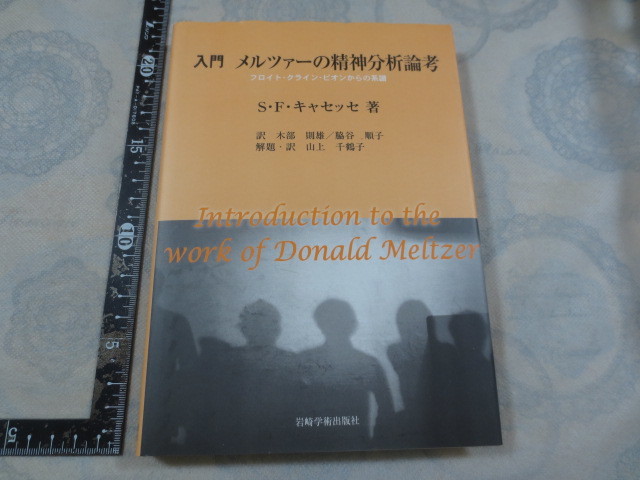 入門 メルツァーの精神分析論考
フロイト・クライン・ビオンからの系譜
S・F・キャセッセ 著
訳 木部 則雄／脇谷 順子
解題・訳 山上 千鶴子
Introduction to the
work of Donald Meltzer
岩崎学術出版社
20
15
10
5
5